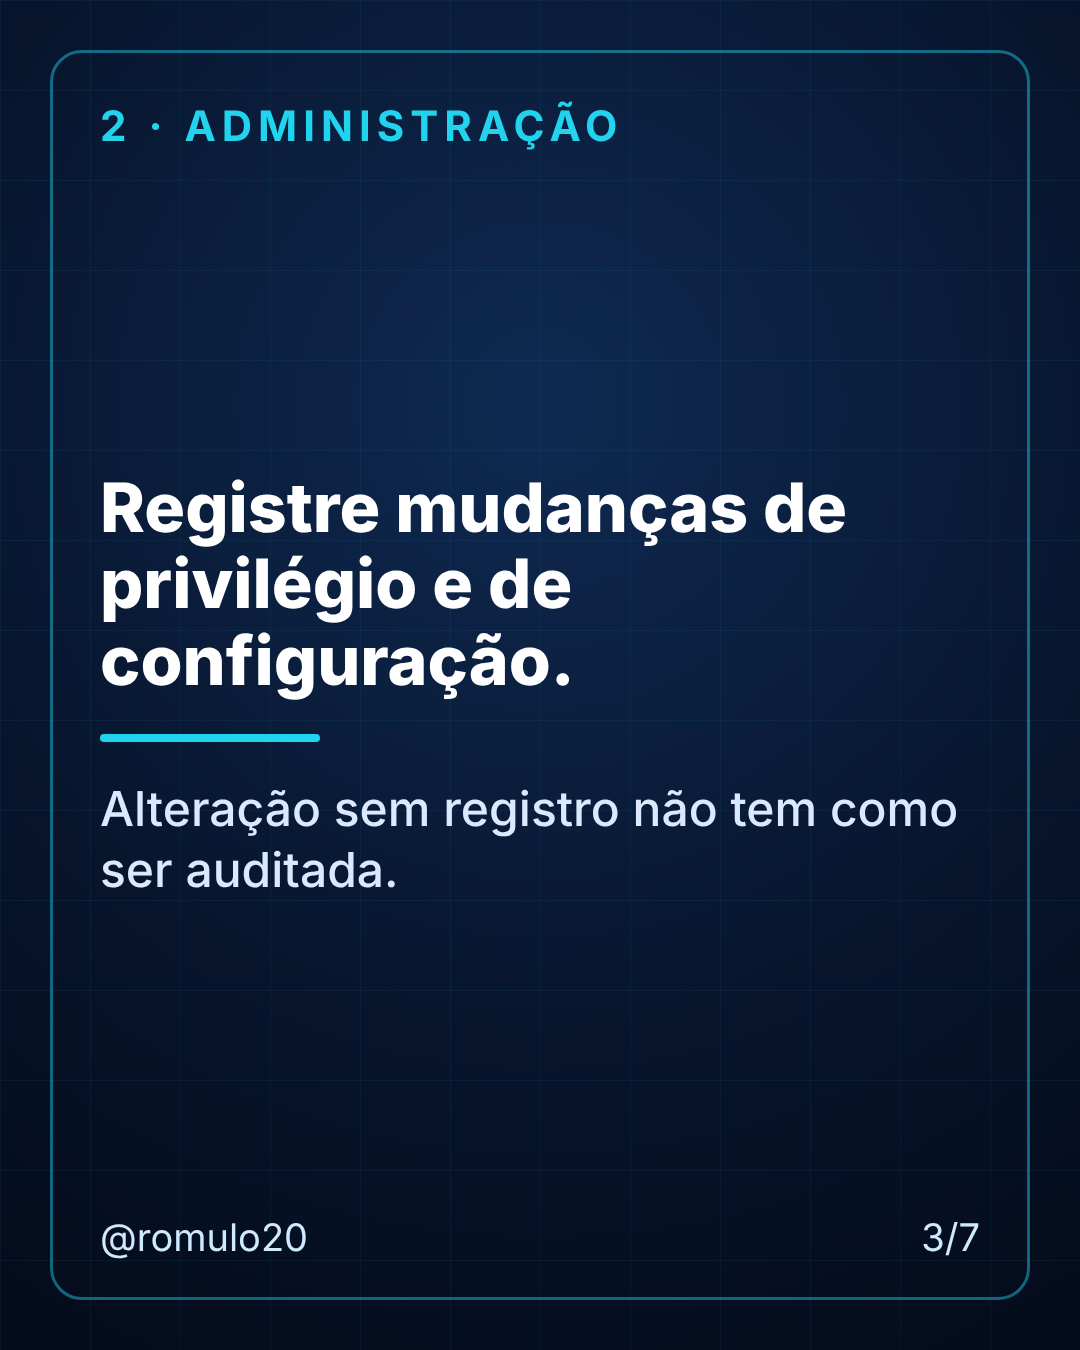 2 · ADMINISTRAÇÃO
Registre mudanças de
privilégio e de
configuração.
Alteração sem registro não tem como
ser auditada.
@romulo20
3/7